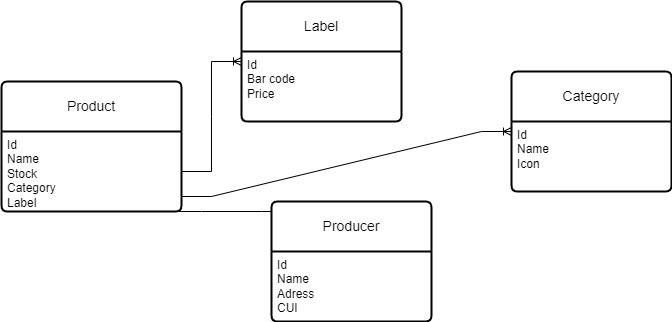 Label
Id
Bar code
Price
Product
Id
Name
Stock
Category
Label
Category
Id
Name
Icon
Producer
Id
Name
Adress
CUI